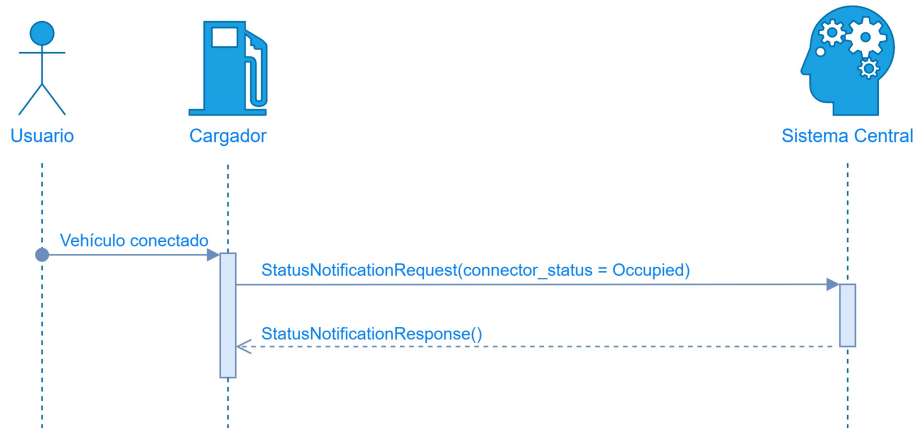 Usuario
Cargador
Sistema Central
Vehículo conectado
StatusNotificationRequest(connector_status = Occupied)
StatusNotificationResponse()